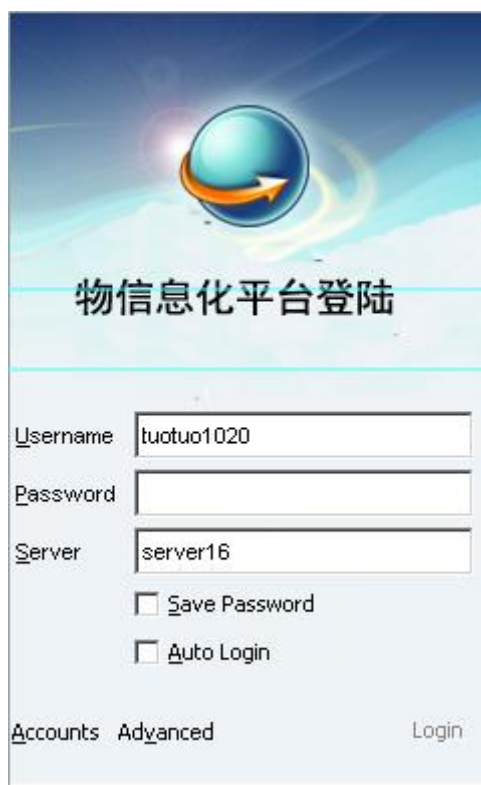 物信息化平台登陆
Username tuotuo1020
Password
Server server16
Save Password
Auto Login
Accounts Advanced Login